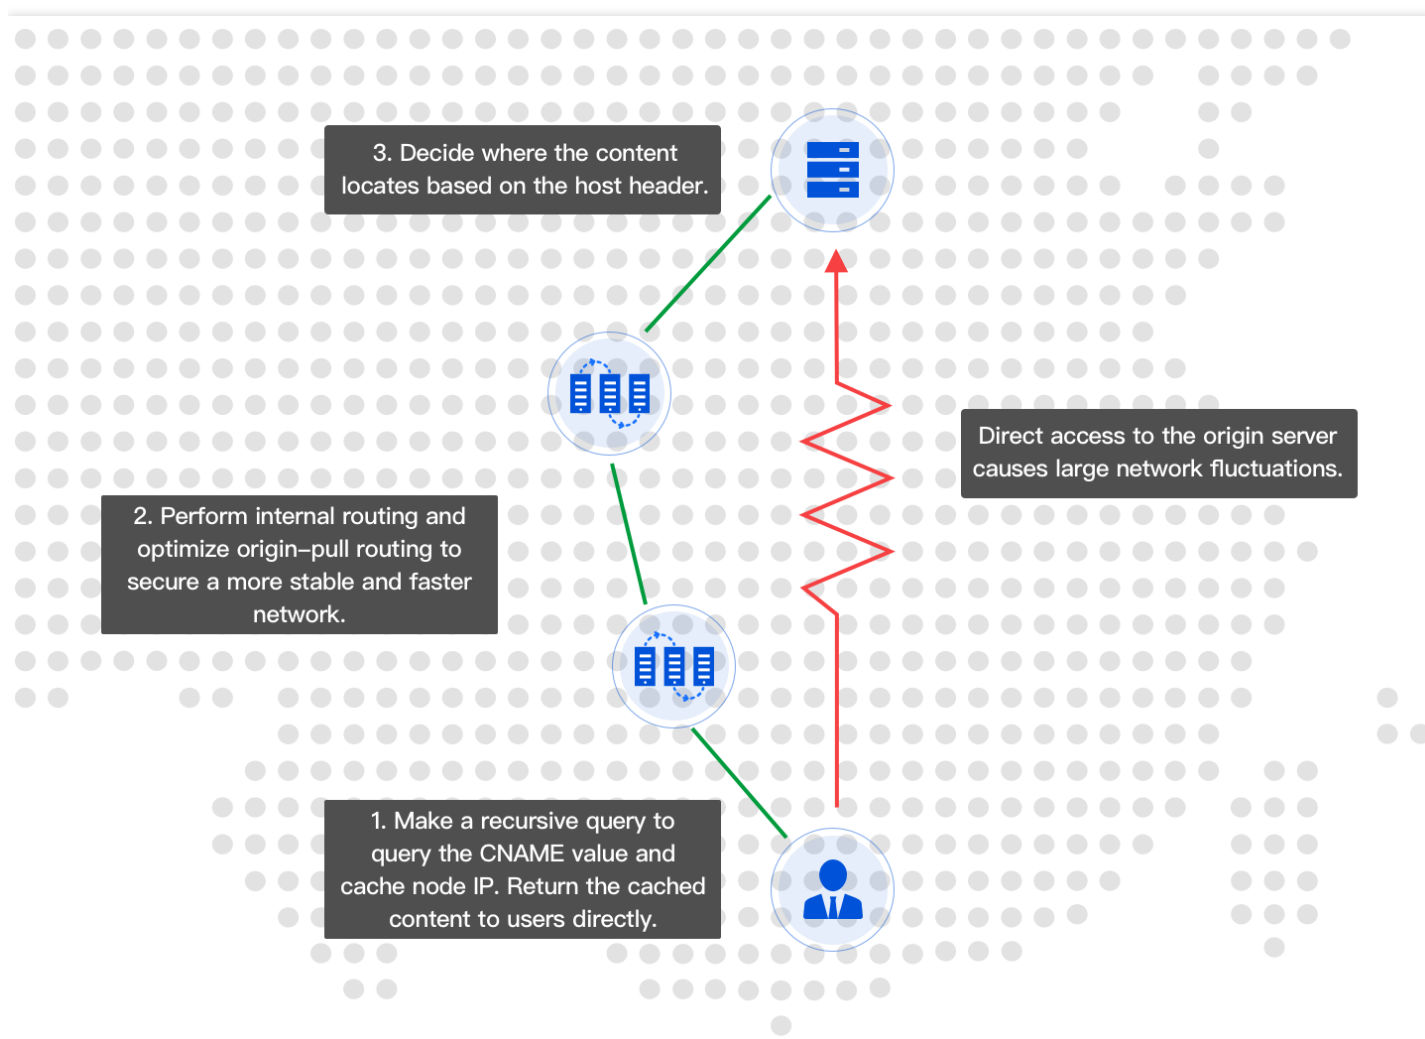 3. Decide where the content
locates based on the host header.
Direct access to the origin server
causes large network fluctuations.
2. Perform internal routing and
optimize origin–pull routing to
secure a more stable and faster
network.
1. Make a recursive query to
query the CNAME value and
cache node IP. Return the cached
content to users directly.